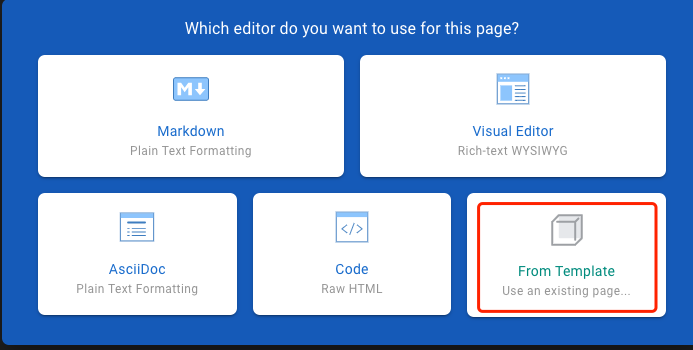 Which editor do you want to use for this page?
Markdown
Plain Text Formatting
Visual Editor
Rich-text WYSIWYG
AsciiDoc
Plain Text Formatting
</>
Code
Raw HTML
From Template
Use an existing page...